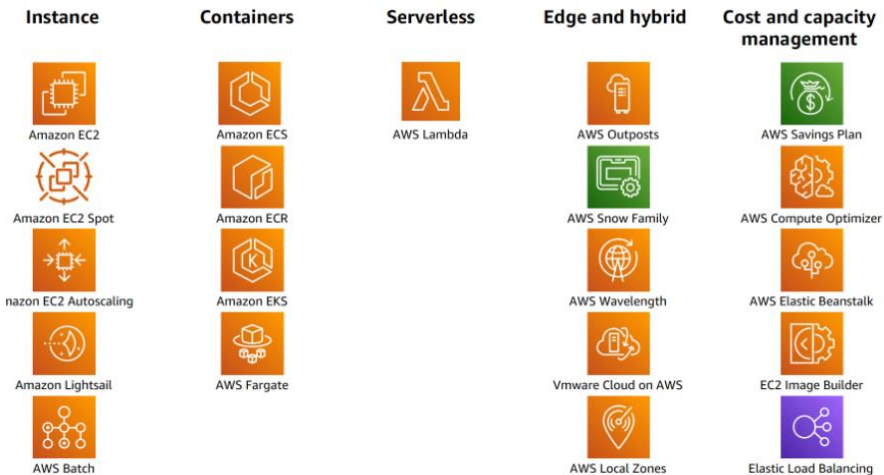 Instance
Containers
Serverless
Edge and hybrid
Cost and capacity
management
Amazon EC2
Amazon ECS
AWS Lambda
AWS Outposts
AWS Savings Plan
Amazon EC2 Spot
Amazon ECR
AWS Snow Family
AWS Compute Optimizer
nazon EC2 Autoscaling
Amazon EKS
K
AWS Wavelength
AWS Elastic Beanstalk
Amazon Lightsail
AWS Fargate
Vmware Cloud on AWS
EC2 Image Builder
AWS Batch
AWS Local Zones
Elastic Load Balancing